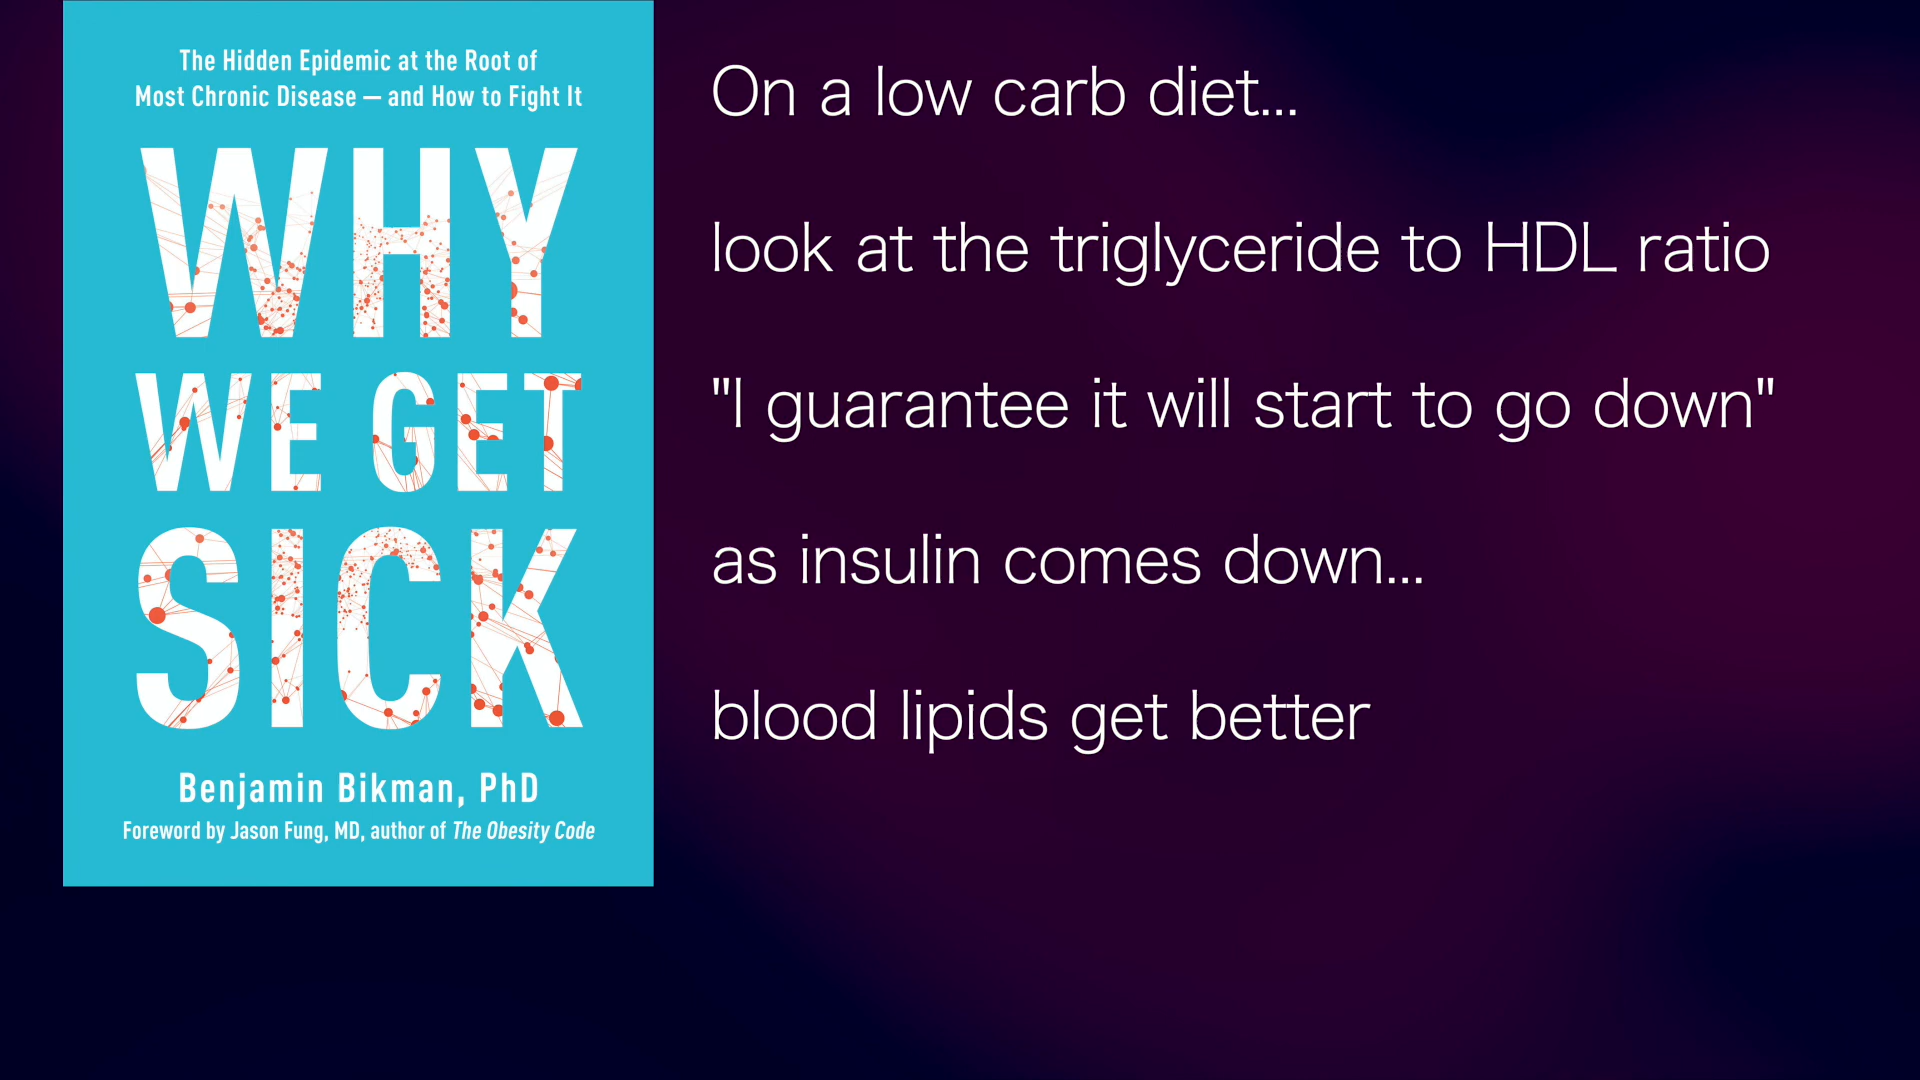 The Hidden Epidemic at the Root of
Most Chronic Disease — and How to Fight It
WHY
WE GET
SICK
Benjamin Bikman, PhD
Foreword by Jason Fung, MD, author of The Obesity Code
On a low carb diet...
look at the triglyceride to HDL ratio
"I guarantee it will start to go down"
as insulin comes down...
blood lipids get better